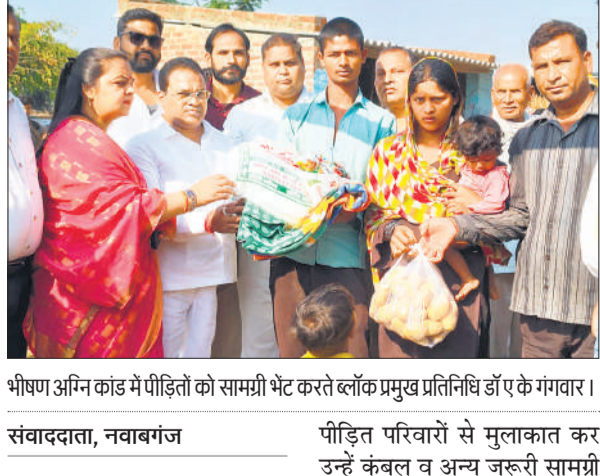 भीषण अग्नि कांड में पीड़ितों को सामग्री भेंट करते ब्लॉक प्रमुख प्रतिनिधि डॉ ए के गंगवार।
संवाददाता, नवाबगंज
पीड़ित परिवारों से मुलाकात कर
उन्हें कंबल व अन्य जरूरी सामग्री